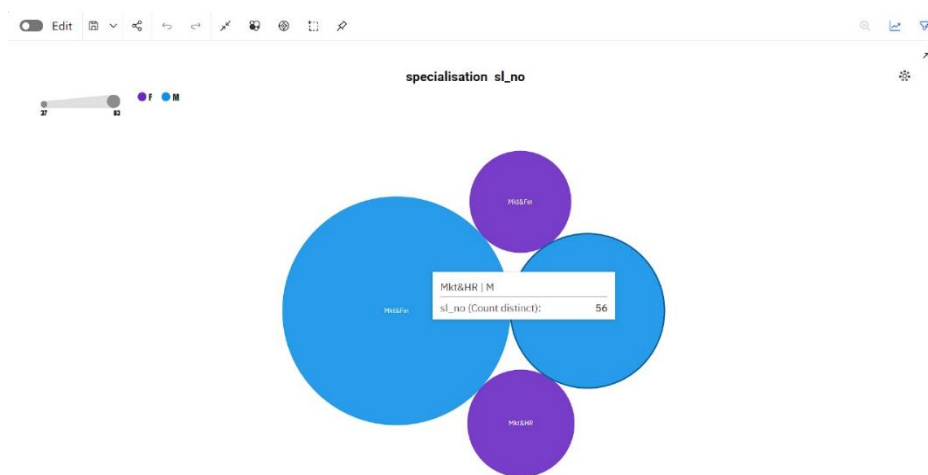 Edit
specialisation sl_no
37 83
F M
Mkt&Fin
Mkt&Fin
Mkt&HR | M
sl_no (Count distinct): 56
Mkt&HR